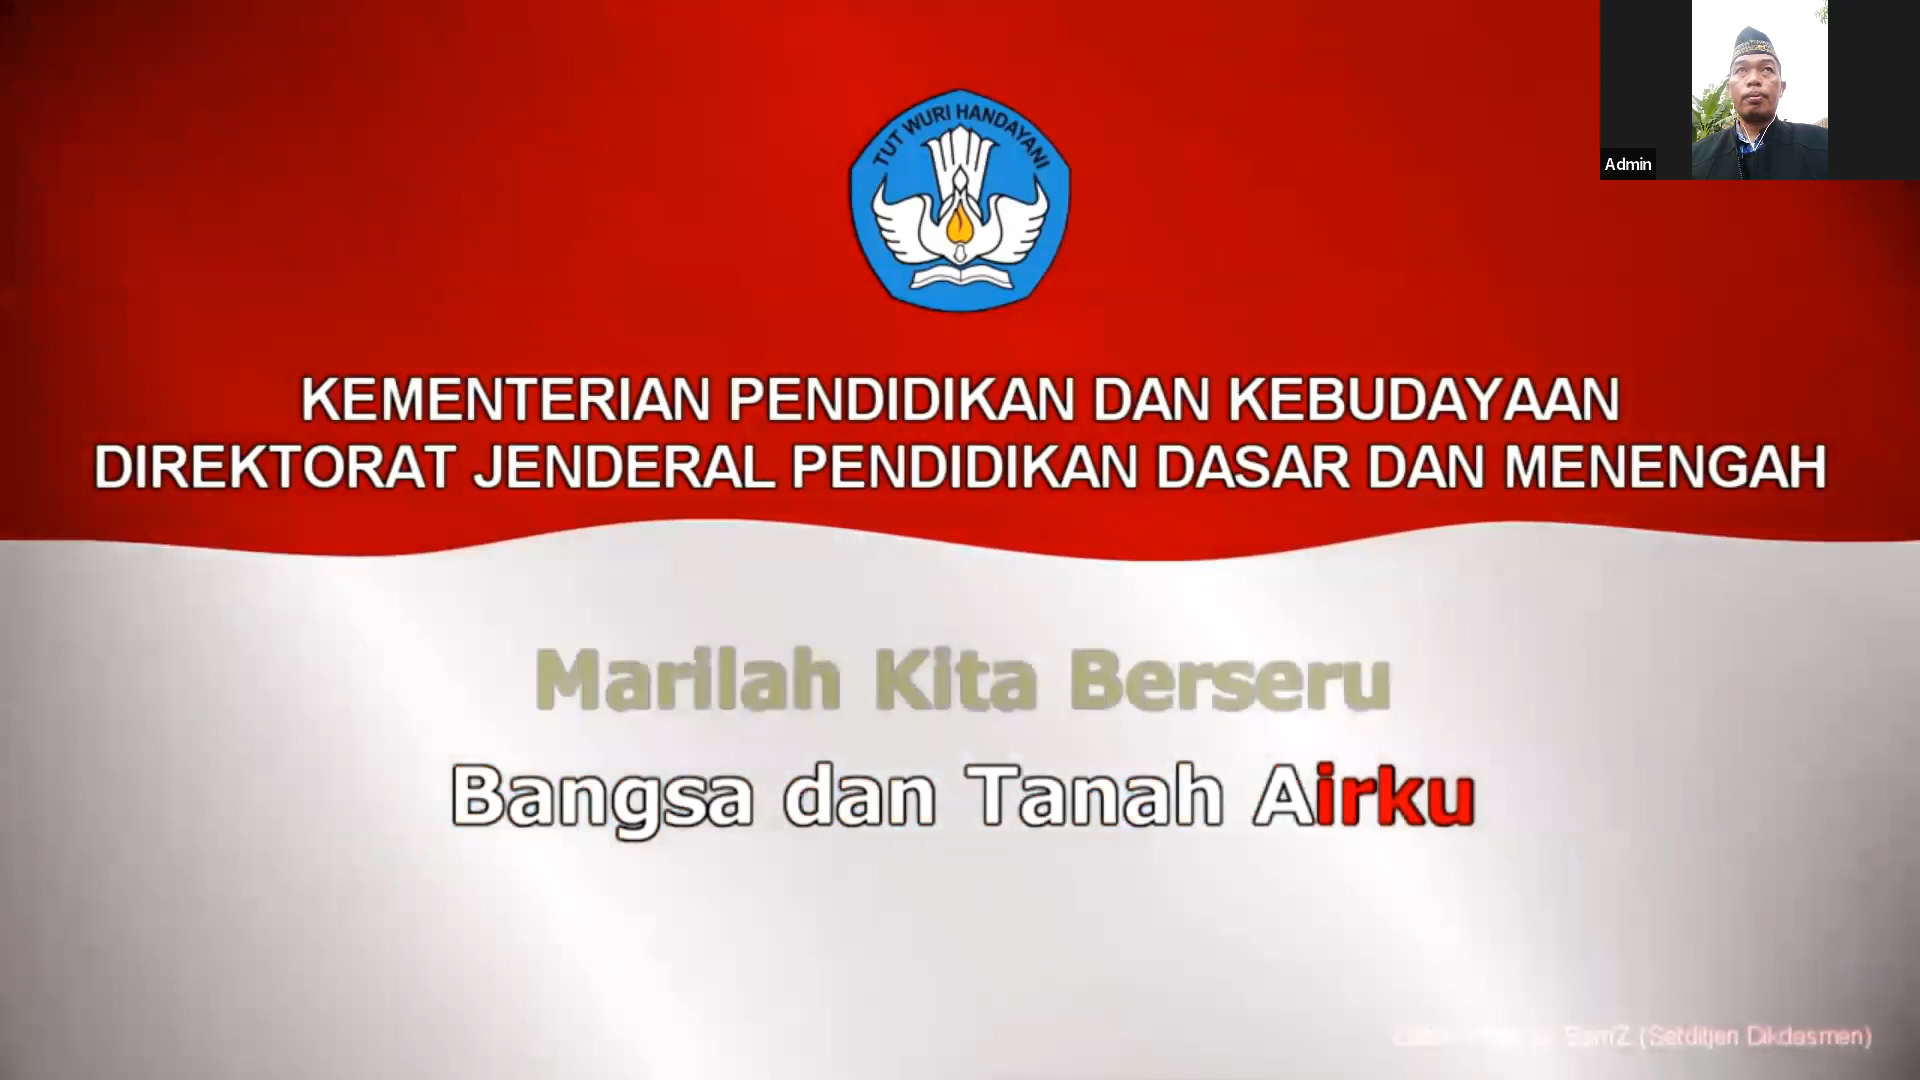 Admin
TUT WURI HANDAYANI
KEMENTERIAN PENDIDIKAN DAN KEBUDAYAAN
DIREKTORAT JENDERAL PENDIDIKAN DASAR DAN MENENGAH
Marilah Kita Berseru
Bangsa dan Tanah Airku
(Setditjen Dikdasmen)